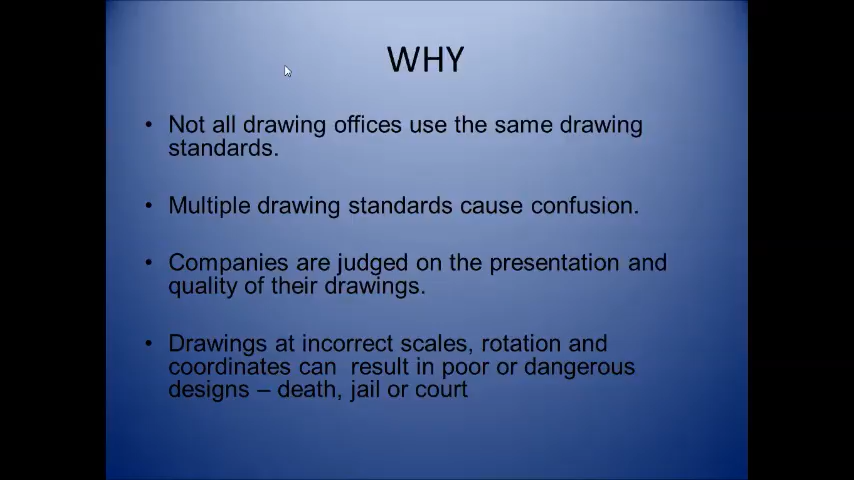 WHY
• Not all drawing offices use the same drawing
standards.
• Multiple drawing standards cause confusion.
• Companies are judged on the presentation and
quality of their drawings.
• Drawings at incorrect scales, rotation and
coordinates can  result in poor or dangerous
designs – death, jail or court